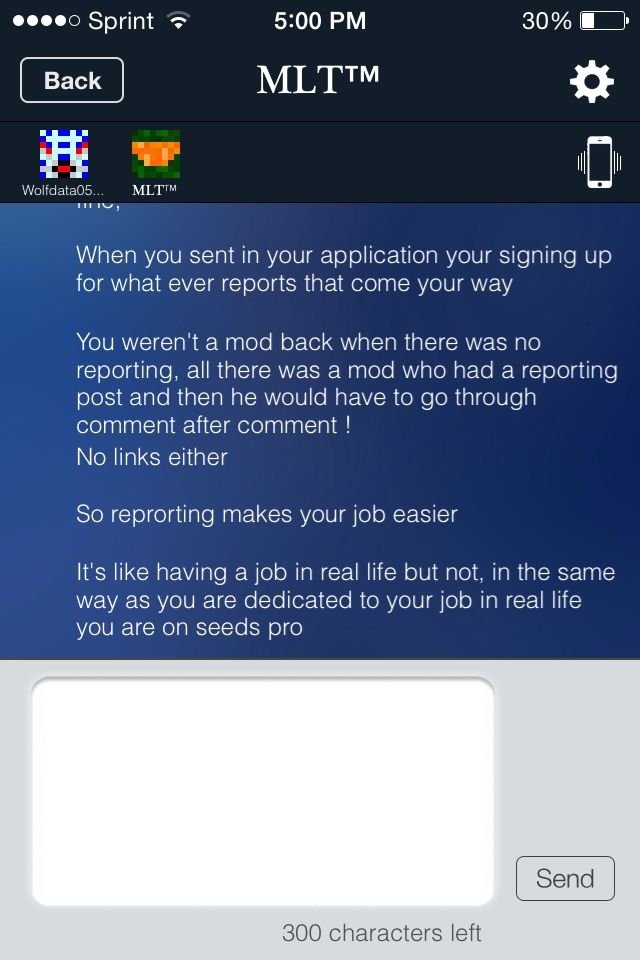 Sprint 5:00 PM 30%
Back MLT™
Wolfdata05... MLT™
When you sent in your application your signing up
for what ever reports that come your way
You weren't a mod back when there was no
reporting, all there was a mod who had a reporting
post and then he would have to go through
comment after comment !
No links either
So reprorting makes your job easier
It's like having a job in real life but not, in the same
way as you are dedicated to your job in real life
you are on seeds pro
Send
300 characters left